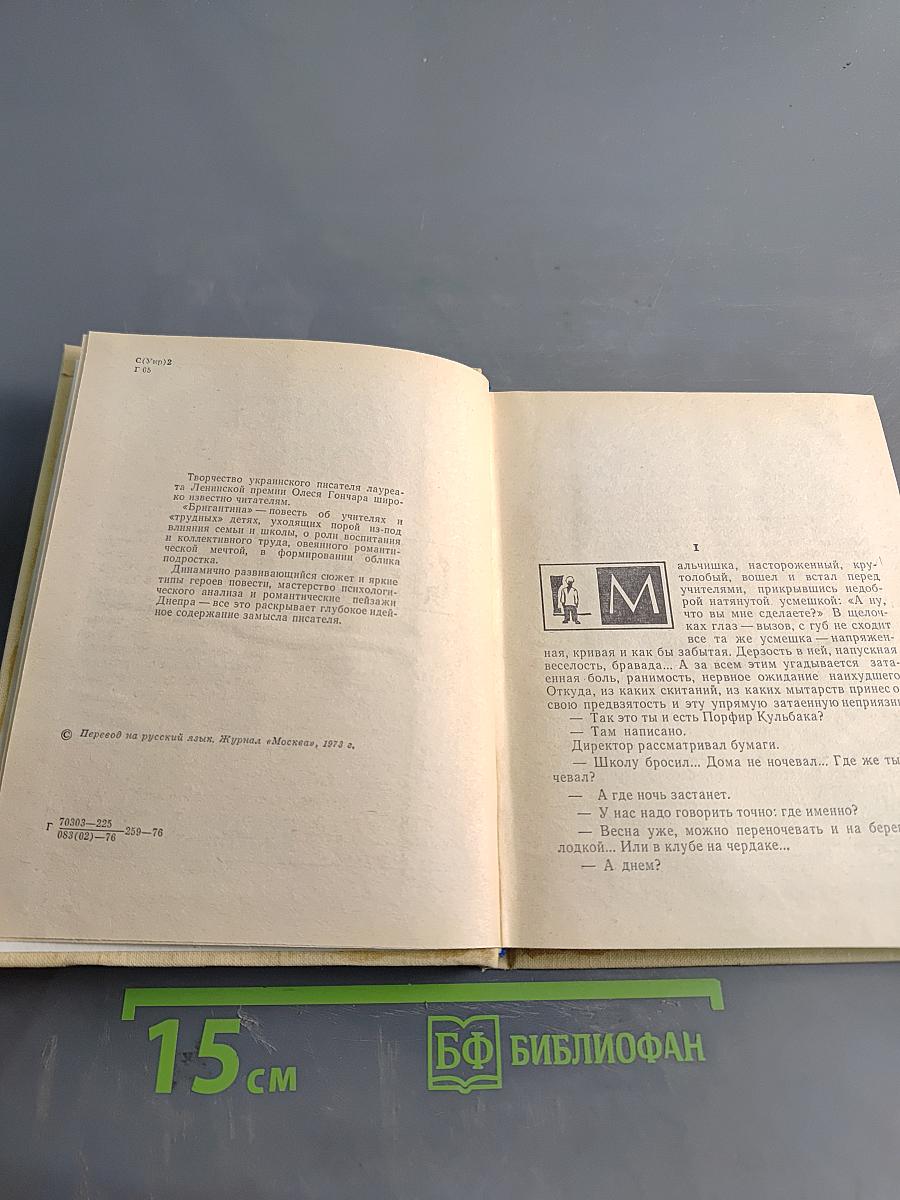 С(Укр)2
Г 65
Творчество украинского писателя лауреа-
та Ленинской премии Олеся Гончара широ-
ко известно читателям.
«Бригантина» — повесть об учителях и
«трудных» детях, уходящих порой из-под
влияния семьи и школы, о роли воспитания
и коллективного труда, овеянного романти-
ческой мечтой, в формировании облика
подростка.
Динамично развивающийся сюжет и яркие
типы героев повести, мастерство психологи-
ческого анализа и романтические пейзажи
Днепра — все это раскрывает глубокое идей-
ное содержание замысла писателя.
© Перевод на русский язык. Журнал «Москва», 1973 г.
Г 70303—225
083(02)—76 —259—76
I
М альчишка, настороженный, кру-
толобый, вошел и встал перед
учителями, прикрывшись недоб-
рой натянутой усмешкой: «А ну,
что вы мне сделаете?» В щелоч-
ках глаз — вызов, с губ не сходит
все та же усмешка — напряжен-
ная, кривая и как бы забытая. Дерзость в ней, напускная
веселость, бравада... А за всем этим угадывается зата-
енная боль, ранимость, нервное ожидание наихудшего
Откуда, из каких скитаний, из каких мытарств принес о
свою предвзятость и эту упрямую затаенную неприязн
— Так это ты и есть Порфир Кульбака?
— Там написано.
Директор рассматривал бумаги.
— Школу бросил... Дома не ночевал... Где же ты
чевал?
— А где ночь застанет.
— У нас надо говорить точно: где именно?
— Весна уже, можно переночевать и на берег
лодкой... Или в клубе на чердаке...
— А днем?
15 см
БФ БИБЛИОФАН